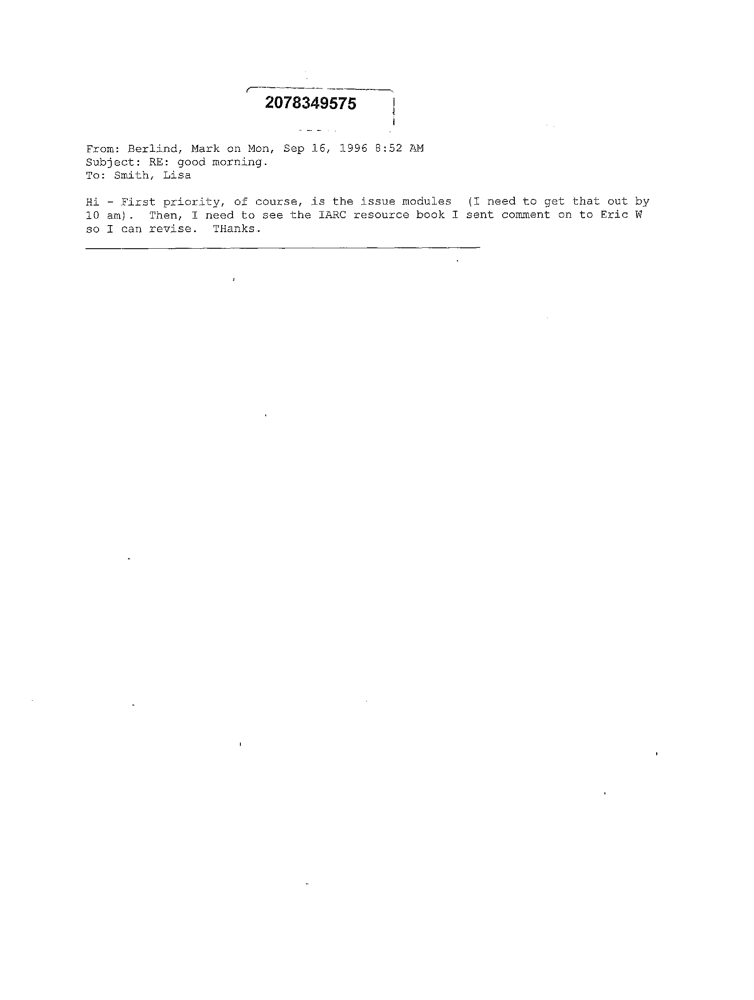 2078349575
From: Berlind, Mark on Mon, Sep 16, 1996 8:52 AM
Subject: RE: good morning.
To: Smith, Lisa
Hi - First priority, of course, is the issue modules (I need to get that out by
10 am). Then, I need to see the IARC resource book I sent comment on to Eric W
so I can revise. THanks.